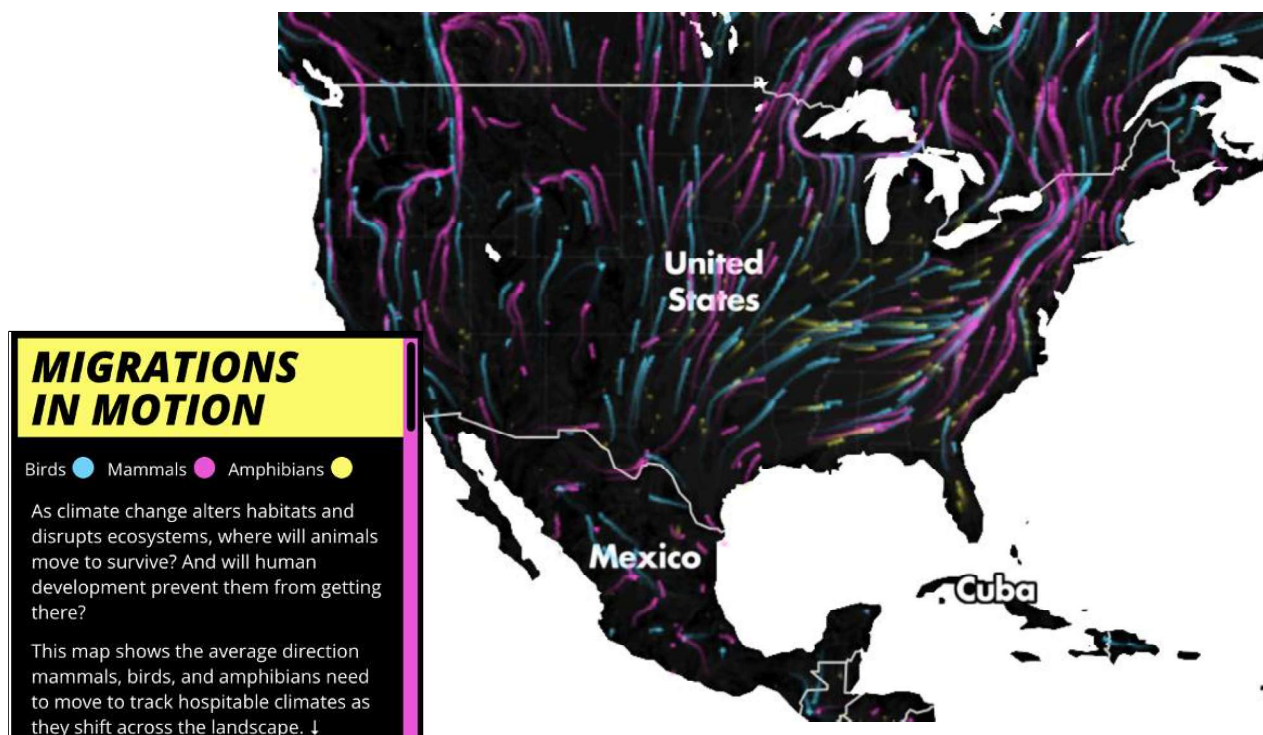 United
States
MIGRATIONS
IN MOTION
Birds Mammals Amphibians
As climate change alters habitats and
disrupts ecosystems, where will animals
move to survive? And will human
development prevent them from getting
there?
This map shows the average direction
mammals, birds, and amphibians need
to move to track hospitable climates as
they shift across the landscape. ↓
Mexico
Cuba